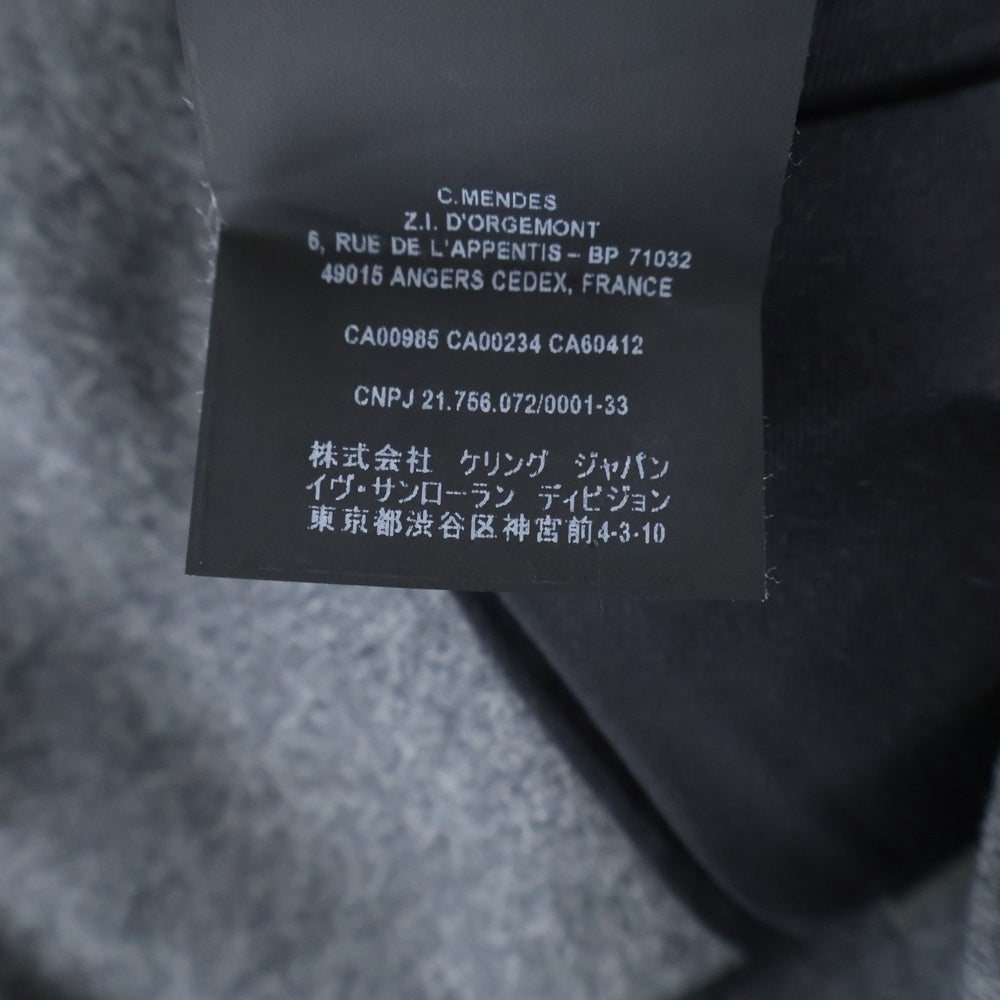 C.MENDES
Z.I. D'ORGEMONT
6, RUE DE L'APPENTIS – BP 71032
49015 ANGERS CEDEX, FRANCE
CA00985 CA00234 CA60412
CNPJ 21.756.072/0001-33
株式会社 ケリング ジャパン
イヴ・サンローラン ディビジョン
東京都渋谷区神宮前4-3-10